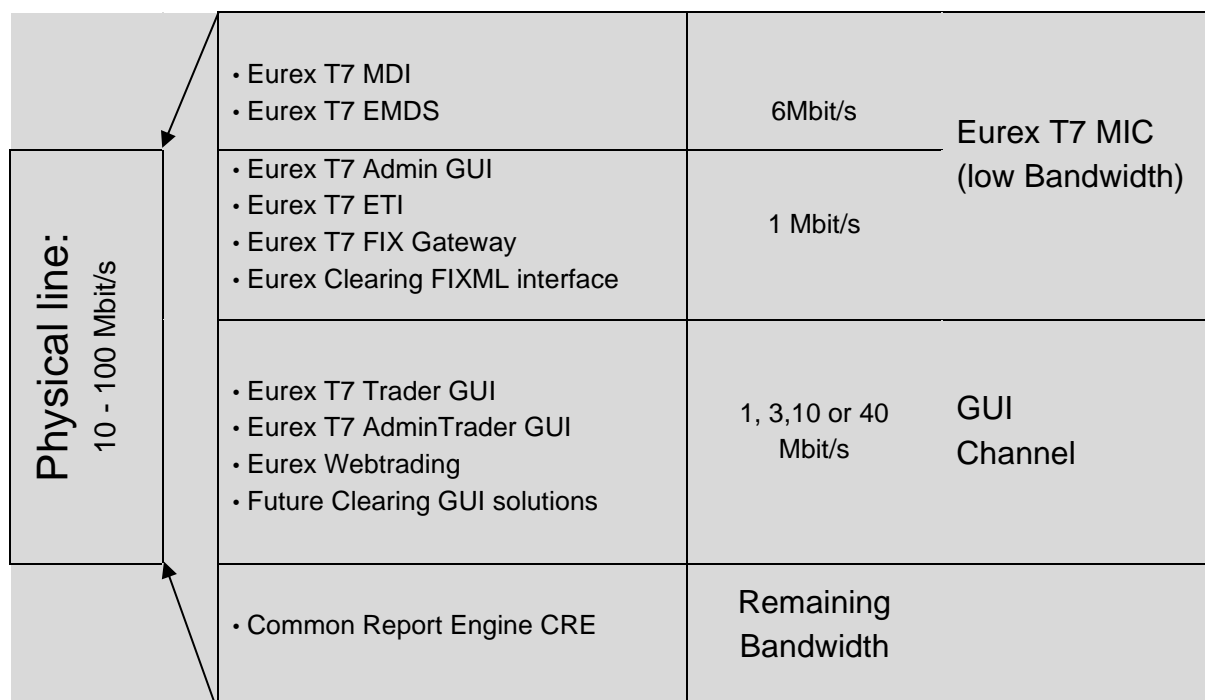 Physical line:
10 - 100 Mbit/s
• Eurex T7 MDI
• Eurex T7 EMDS
6Mbit/s
Eurex T7 MIC
(low Bandwidth)
• Eurex T7 Admin GUI
• Eurex T7 ETI
• Eurex T7 FIX Gateway
• Eurex Clearing FIXML interface
1 Mbit/s
• Eurex T7 Trader GUI
• Eurex T7 AdminTrader GUI
• Eurex Webtrading
• Future Clearing GUI solutions
1, 3,10 or 40
Mbit/s
GUI
Channel
• Common Report Engine CRE
Remaining
Bandwidth